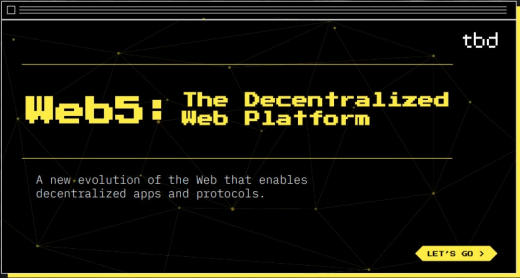 tbd
Web5: The Decentralized
Web Platform
A new evolution of the Web that enables
decentralized apps and protocols.
LET'S GO >